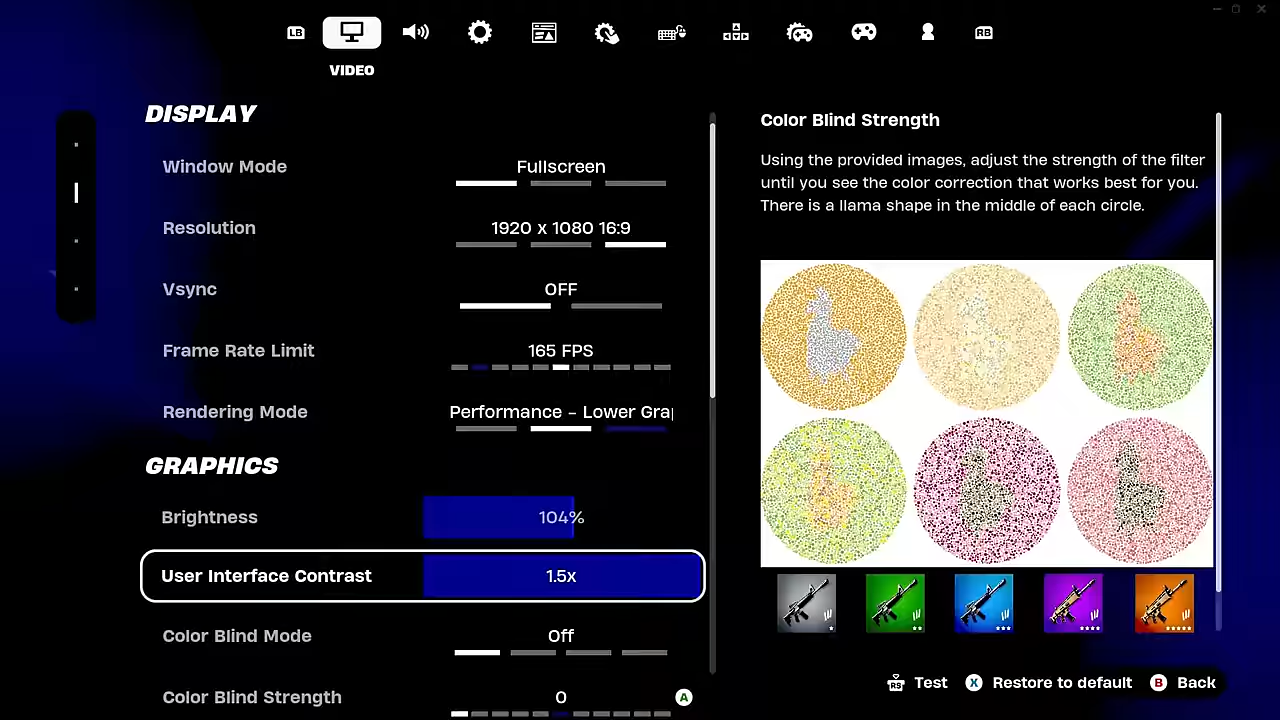 LB
RB
VIDEO
DISPLAY
Window Mode
Fullscreen
Resolution
1920 x 1080 16:9
Vsync
OFF
Frame Rate Limit
165 FPS
Rendering Mode
Performance - Lower Gra
GRAPHICS
Brightness
104%
User Interface Contrast
1.5x
Color Blind Mode
Off
Color Blind Strength
0
A
Color Blind Strength
Using the provided images, adjust the strength of the filter
until you see the color correction that works best for you.
There is a llama shape in the middle of each circle.
RS
Test
X
Restore to default
B
Back